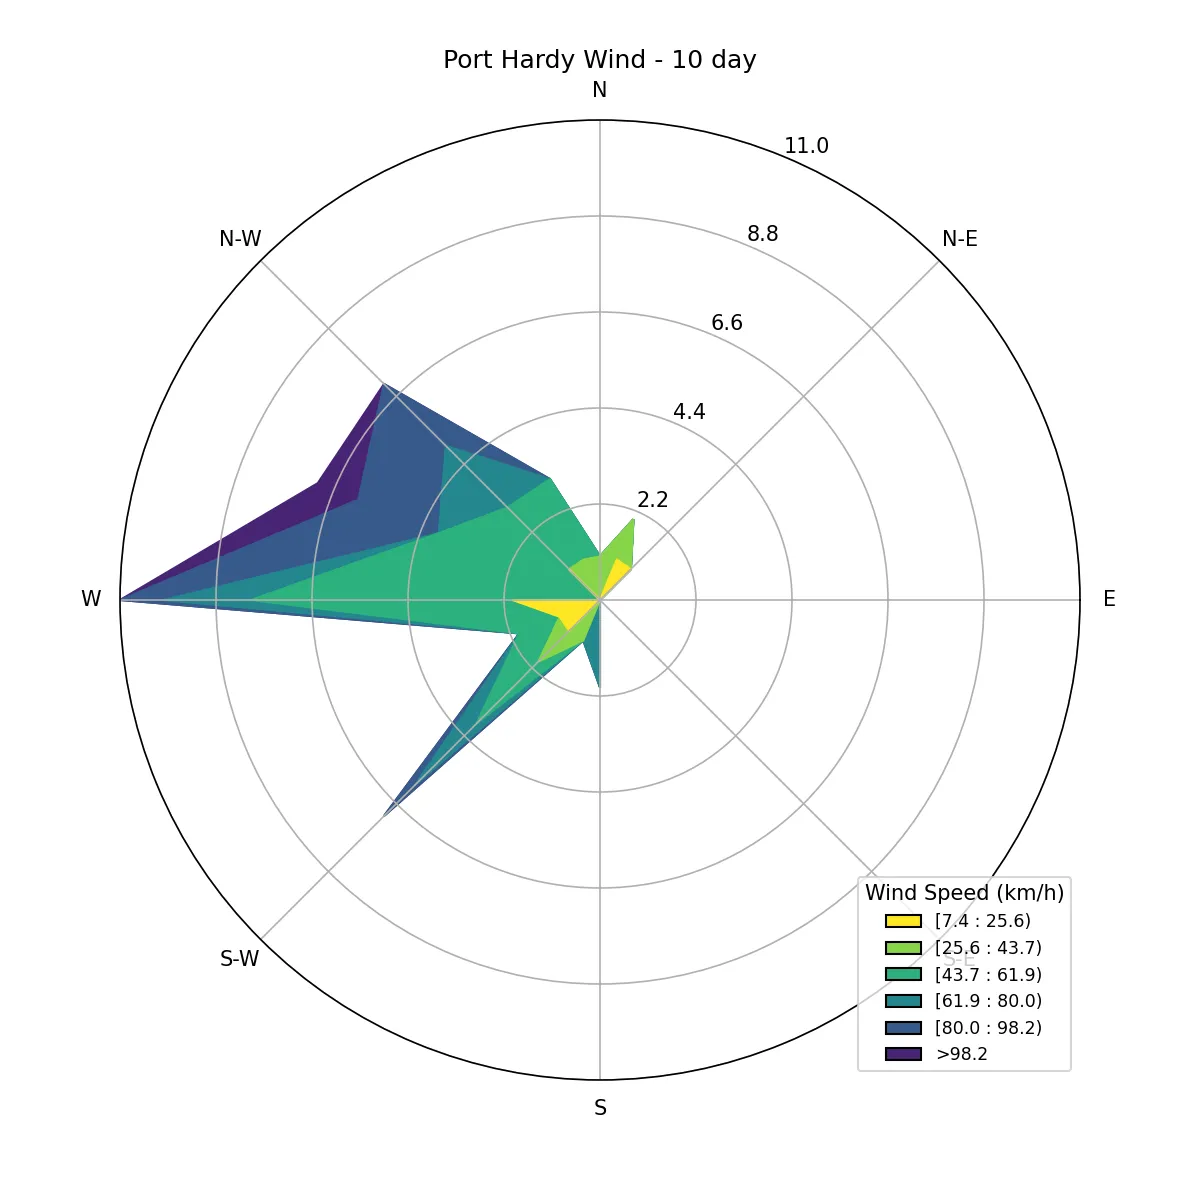 Port Hardy Wind - 10 day
N
11.0
N-W
N-E
8.8
6.6
4.4
2.2
W
E
S-W
S-E
S
Wind Speed (km/h)
[7.4 : 25.6)
[25.6 : 43.7)
[43.7 : 61.9)
[61.9 : 80.0)
[80.0 : 98.2)
>98.2